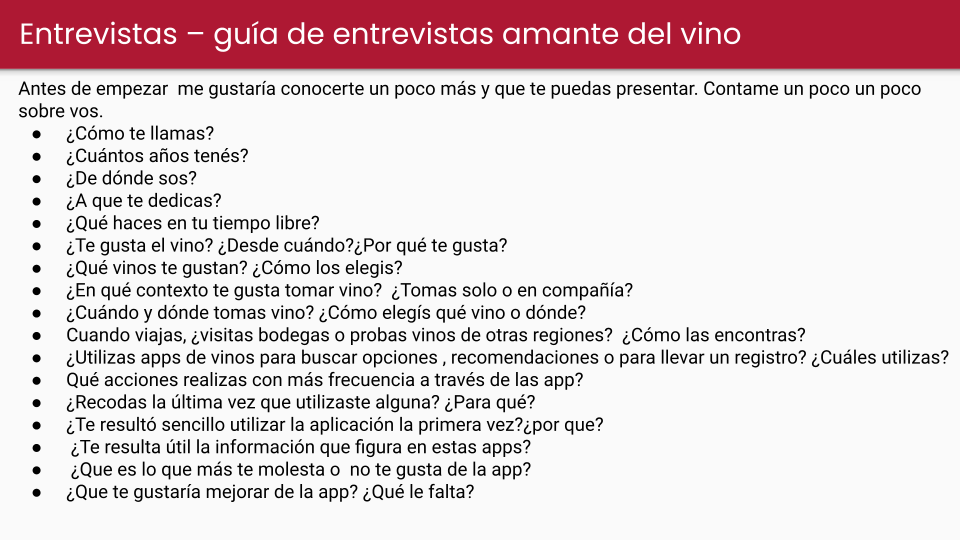 Entrevistas – guía de entrevistas amante del vino
Antes de empezar  me gustaría conocerte un poco más y que te puedas presentar. Contame un poco un poco
sobre vos.
● ¿Cómo te llamas?
● ¿Cuántos años tenés?
● ¿De dónde sos?
● ¿A que te dedicas?
● ¿Qué haces en tu tiempo libre?
● ¿Te gusta el vino? ¿Desde cuándo?¿Por qué te gusta?
● ¿Qué vinos te gustan? ¿Cómo los elegis?
● ¿En qué contexto te gusta tomar vino?  ¿Tomas solo o en compañía?
● ¿Cuándo y dónde tomas vino? ¿Cómo elegís qué vino o dónde?
● Cuando viajas, ¿visitas bodegas o probas vinos de otras regiones?  ¿Cómo las encontras?
● ¿Utilizas apps de vinos para buscar opciones , recomendaciones o para llevar un registro? ¿Cuáles utilizas?
● Qué acciones realizas con más frecuencia a través de las app?
● ¿Recodas la última vez que utilizaste alguna? ¿Para qué?
● ¿Te resultó sencillo utilizar la aplicación la primera vez?¿por que?
● ¿Te resulta útil la información que figura en estas apps?
● ¿Que es lo que más te molesta o  no te gusta de la app?
● ¿Que te gustaría mejorar de la app? ¿Qué le falta?